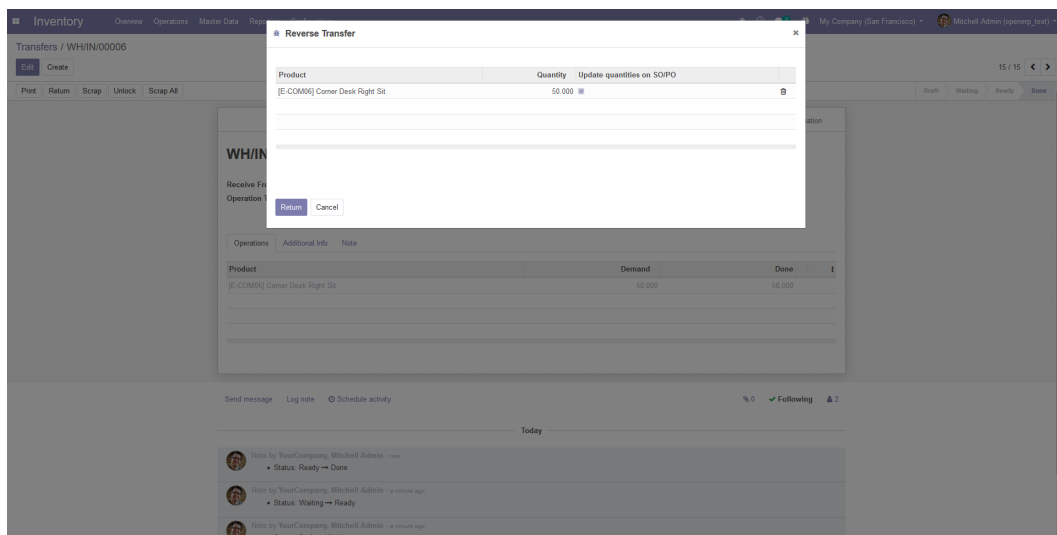 Inventory Overview Operations Master Data My Company (San Francisco) Mitchell Admin (openerp_test)
Reverse Transfer ×
Transfers / WH/IN/00006
Edit Create 15 / 15
Product Quantity Update quantities on SO/PO
[E-COM06] Corner Desk Right Sit 50.000
Print Return Scrap Unlock Scrap All Draft Waiting Ready Done
WH/IN
Receive
Operation
Return Cancel
Operations Additional Info Note
Product Demand Done
[E-COM06] Corner Desk Right Sit 50.000 50.000
Send message Log note Schedule activity 0 Following 2
Today
Note by YourCompany, Mitchell Admin - now
• Status: Ready → Done
Note by YourCompany, Mitchell Admin - a minute ago
• Status: Waiting → Ready
Note by YourCompany, Mitchell Admin - a minute ago